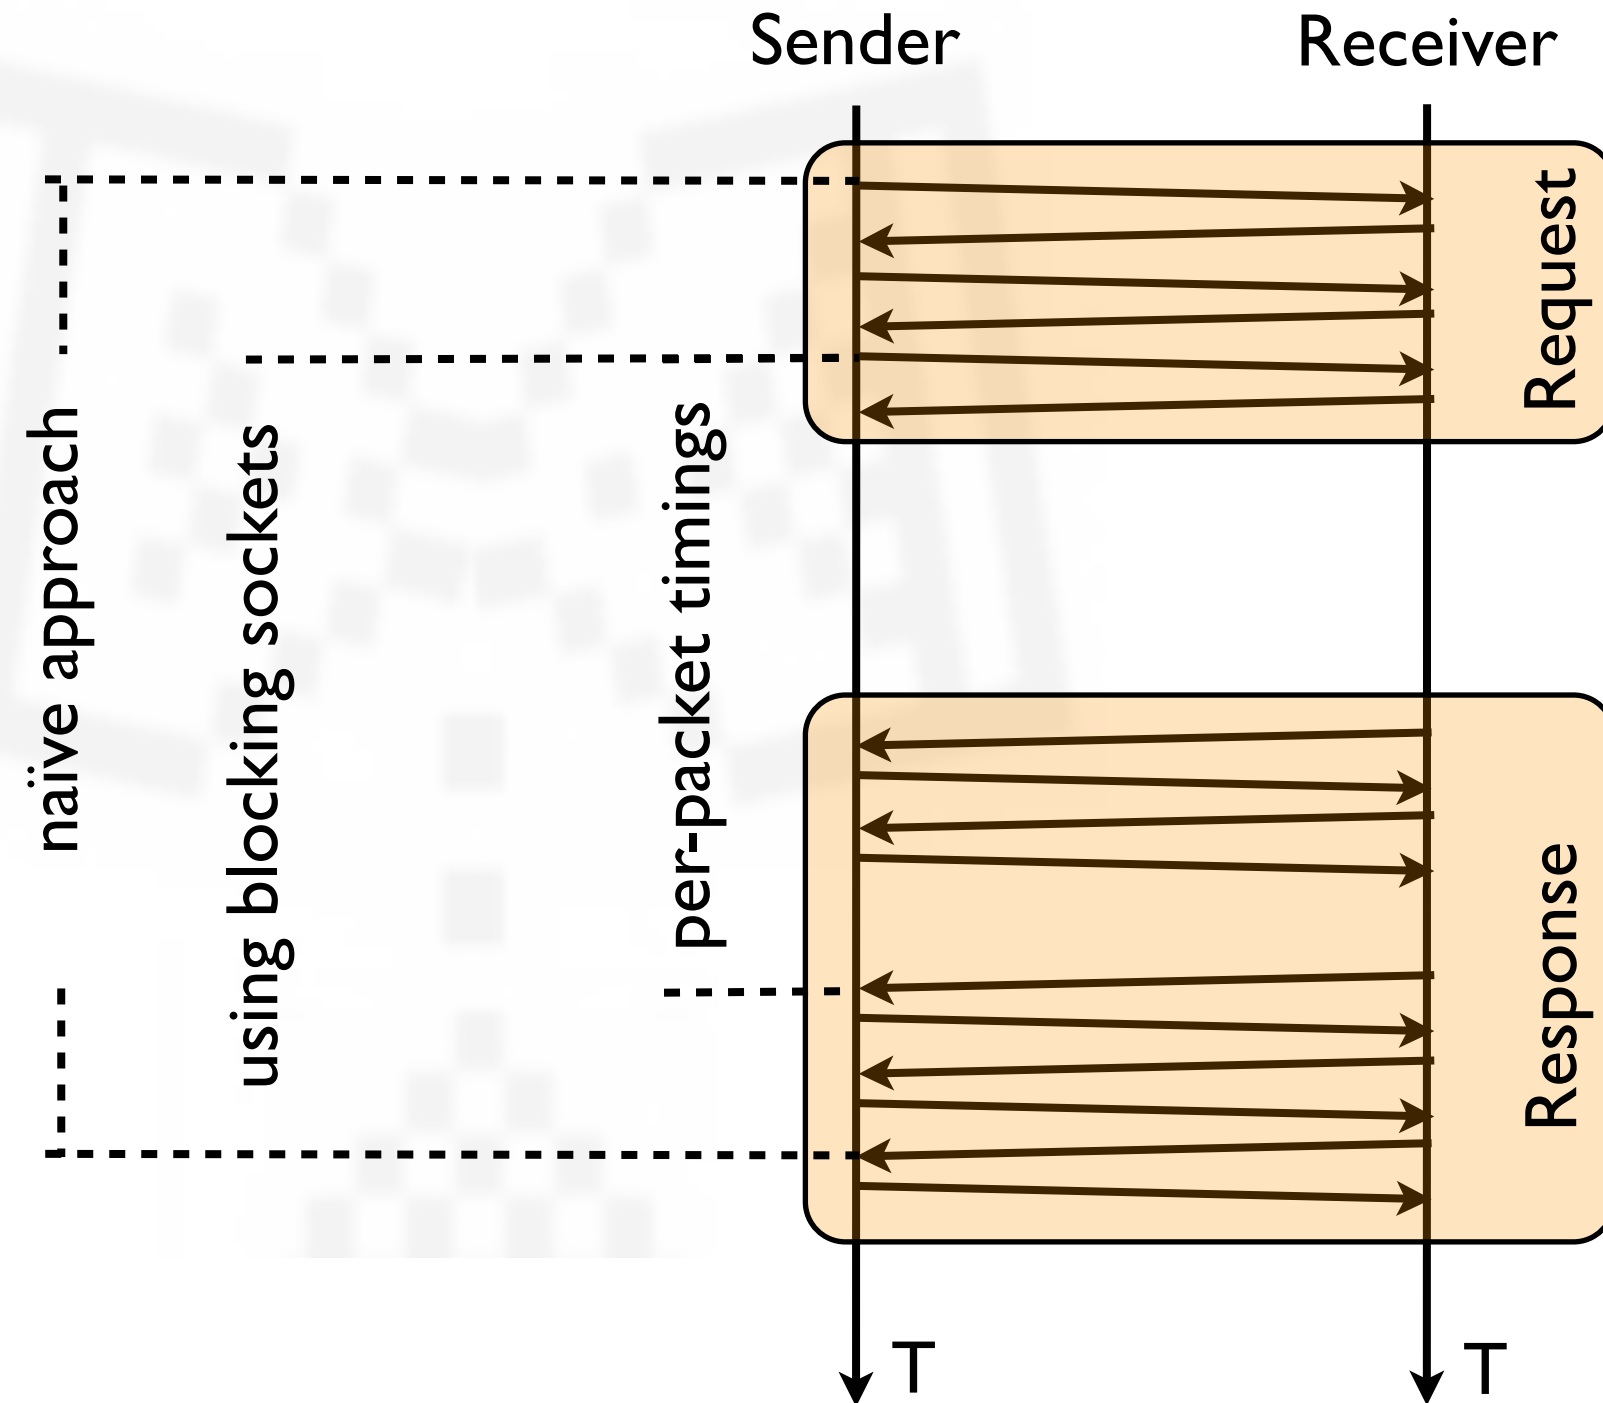 Sender
Receiver
Request
naïve approach
using blocking sockets
per-packet timings
Response
T
T